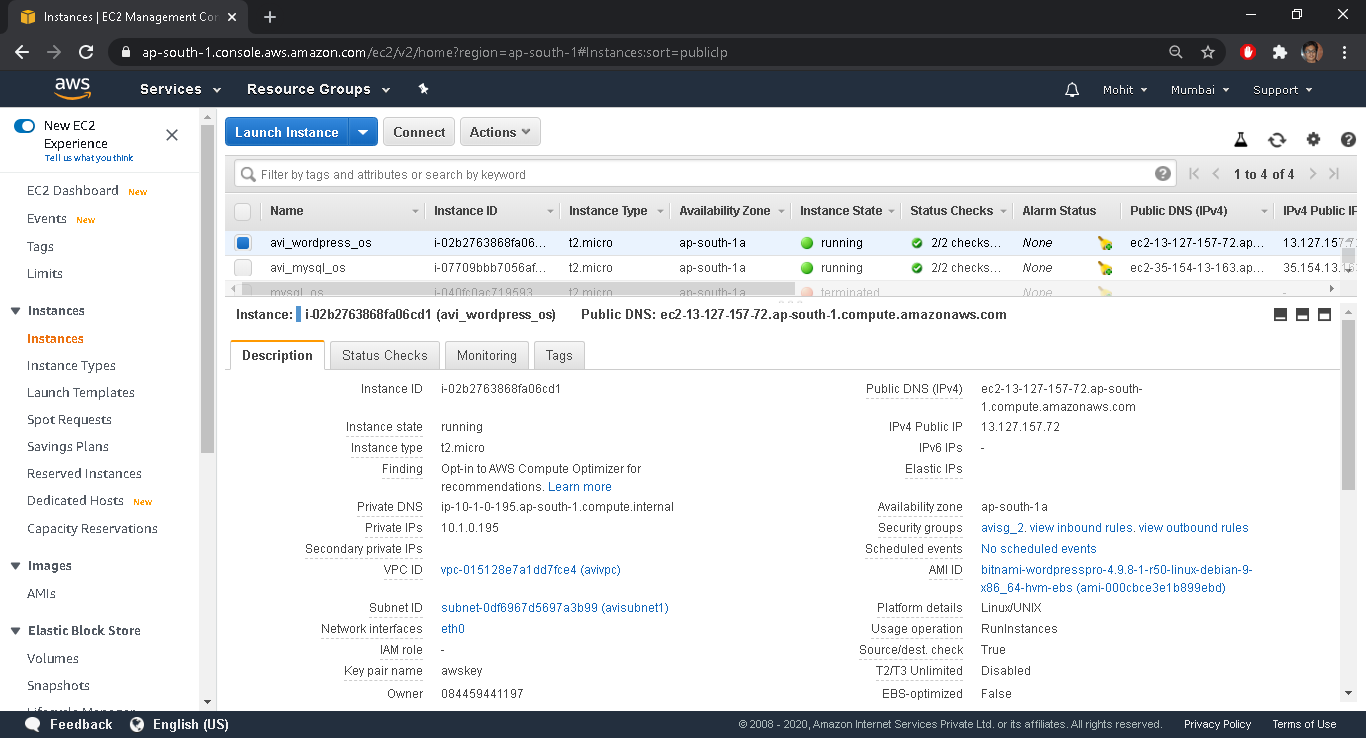 Instances | EC2 Management Con
ap-south-1.console.aws.amazon.com/ec2/v2/home?region=ap-south-1#Instances:sort=publicIp
aws
Services
Resource Groups
Mohit
Mumbai
Support
New EC2
Experience
Tell us what you think
EC2 Dashboard New
Events New
Tags
Limits
Instances
Instances
Instance Types
Launch Templates
Spot Requests
Savings Plans
Reserved Instances
Dedicated Hosts New
Capacity Reservations
Images
AMIs
Elastic Block Store
Volumes
Snapshots
Lifecycle Manager
Launch Instance
Connect
Actions
Filter by tags and attributes or search by keyword
1 to 4 of 4
Name Instance ID Instance Type Availability Zone Instance State Status Checks Alarm Status Public DNS (IPv4) IPv4 Public IP
avi_wordpress_os i-02b2763868fa06... t2.micro ap-south-1a running 2/2 checks... None ec2-13-127-157-72.ap... 13.127.157.7
avi_mysql_os i-07709bbb7056af... t2.micro ap-south-1a running 2/2 checks... None ec2-35-154-13-163.ap... 35.154.13.16
mysql_os i-040fc0ac719593 t2.micro ap-south-1a terminated None -
Instance: i-02b2763868fa06cd1 (avi_wordpress_os) Public DNS: ec2-13-127-157-72.ap-south-1.compute.amazonaws.com
Description Status Checks Monitoring Tags
Instance ID i-02b2763868fa06cd1
Instance state running
Instance type t2.micro
Finding Opt-in to AWS Compute Optimizer for
recommendations. Learn more
Private DNS ip-10-1-0-195.ap-south-1.compute.internal
Private IPs 10.1.0.195
Secondary private IPs
VPC ID vpc-015128e7a1dd7fce4 (avivpc)
Subnet ID subnet-0df6967d5697a3b99 (avisubnet1)
Network interfaces eth0
IAM role -
Key pair name awskey
Owner 084459441197
Public DNS (IPv4) ec2-13-127-157-72.ap-south-
1.compute.amazonaws.com
IPv4 Public IP 13.127.157.72
IPv6 IPs -
Elastic IPs
Availability zone ap-south-1a
Security groups avisg_2. view inbound rules. view outbound rules
Scheduled events No scheduled events
AMI ID bitnami-wordpresspro-4.9.8-1-r50-linux-debian-9-
x86_64-hvm-ebs (ami-000cbce3e1b899ebd)
Platform details Linux/UNIX
Usage operation RunInstances
Source/dest. check True
T2/T3 Unlimited Disabled
EBS-optimized False
Feedback
English (US)
© 2008 - 2020, Amazon Internet Services Private Ltd. or its affiliates. All rights reserved.
Privacy Policy
Terms of Use